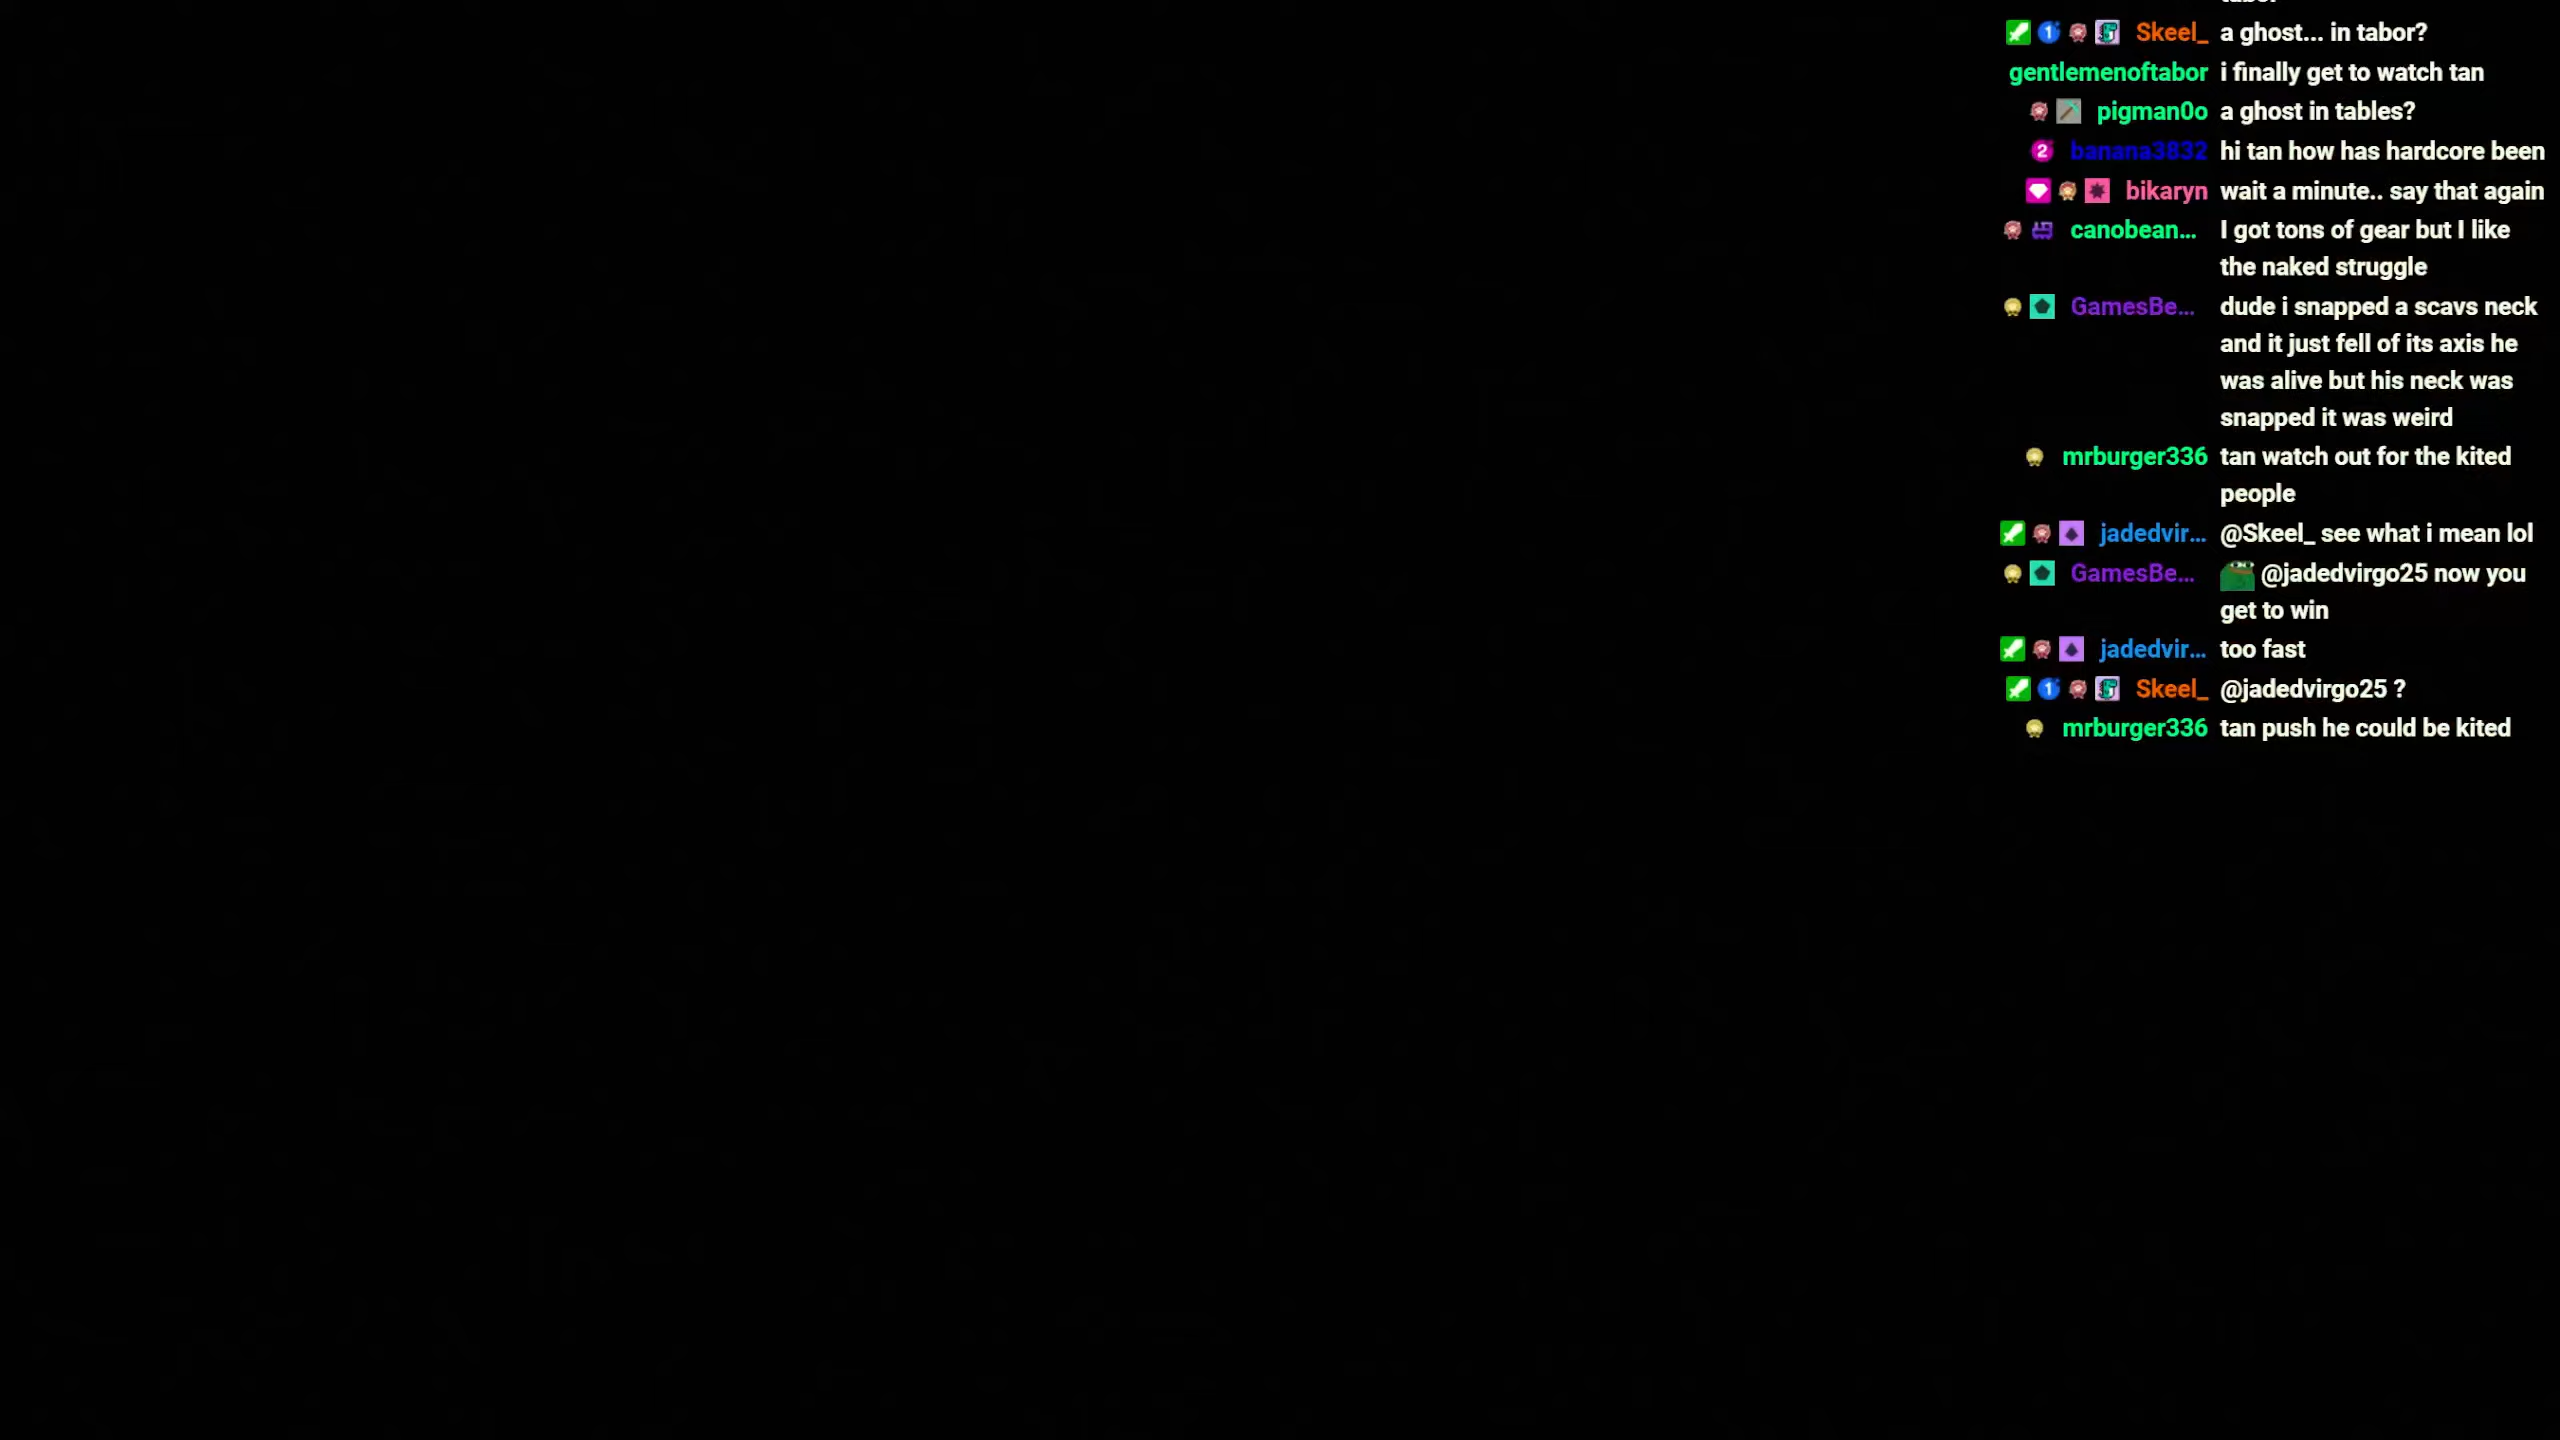 Skeel_ a ghost... in tabor?
gentlemenoftabor i finally get to watch tan
pigman0o a ghost in tables?
2 banana3832 hi tan how has hardcore been
bikaryn wait a minute.. say that again
canobean... I got tons of gear but I like
the naked struggle
GamesBe... dude i snapped a scavs neck
and it just fell of its axis he
was alive but his neck was
snapped it was weird
mrburger336 tan watch out for the kited
people
jadedvir... @Skeel_ see what i mean lol
GamesBe... @jadedvirgo25 now you
get to win
jadedvir... too fast
1 Skeel_ @jadedvirgo25 ?
mrburger336 tan push he could be kited